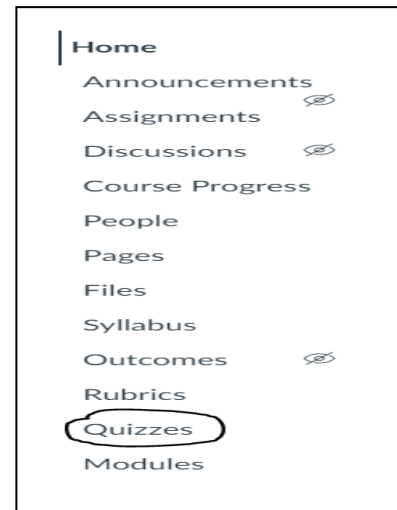 Home
Announcements
Assignments
Discussions
Course Progress
People
Pages
Files
Syllabus
Outcomes
Rubrics
Quizzes
Modules